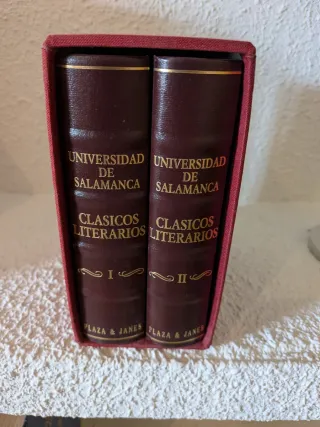 UNIVERSIDAD
DE
SALAMANCA
CLASICOS
LITERARIOS
I
PLAZA & JANES
UNIVERSIDAD
DE
SALAMANCA
CLASICOS
LITERARIOS
II
PLAZA & JANES